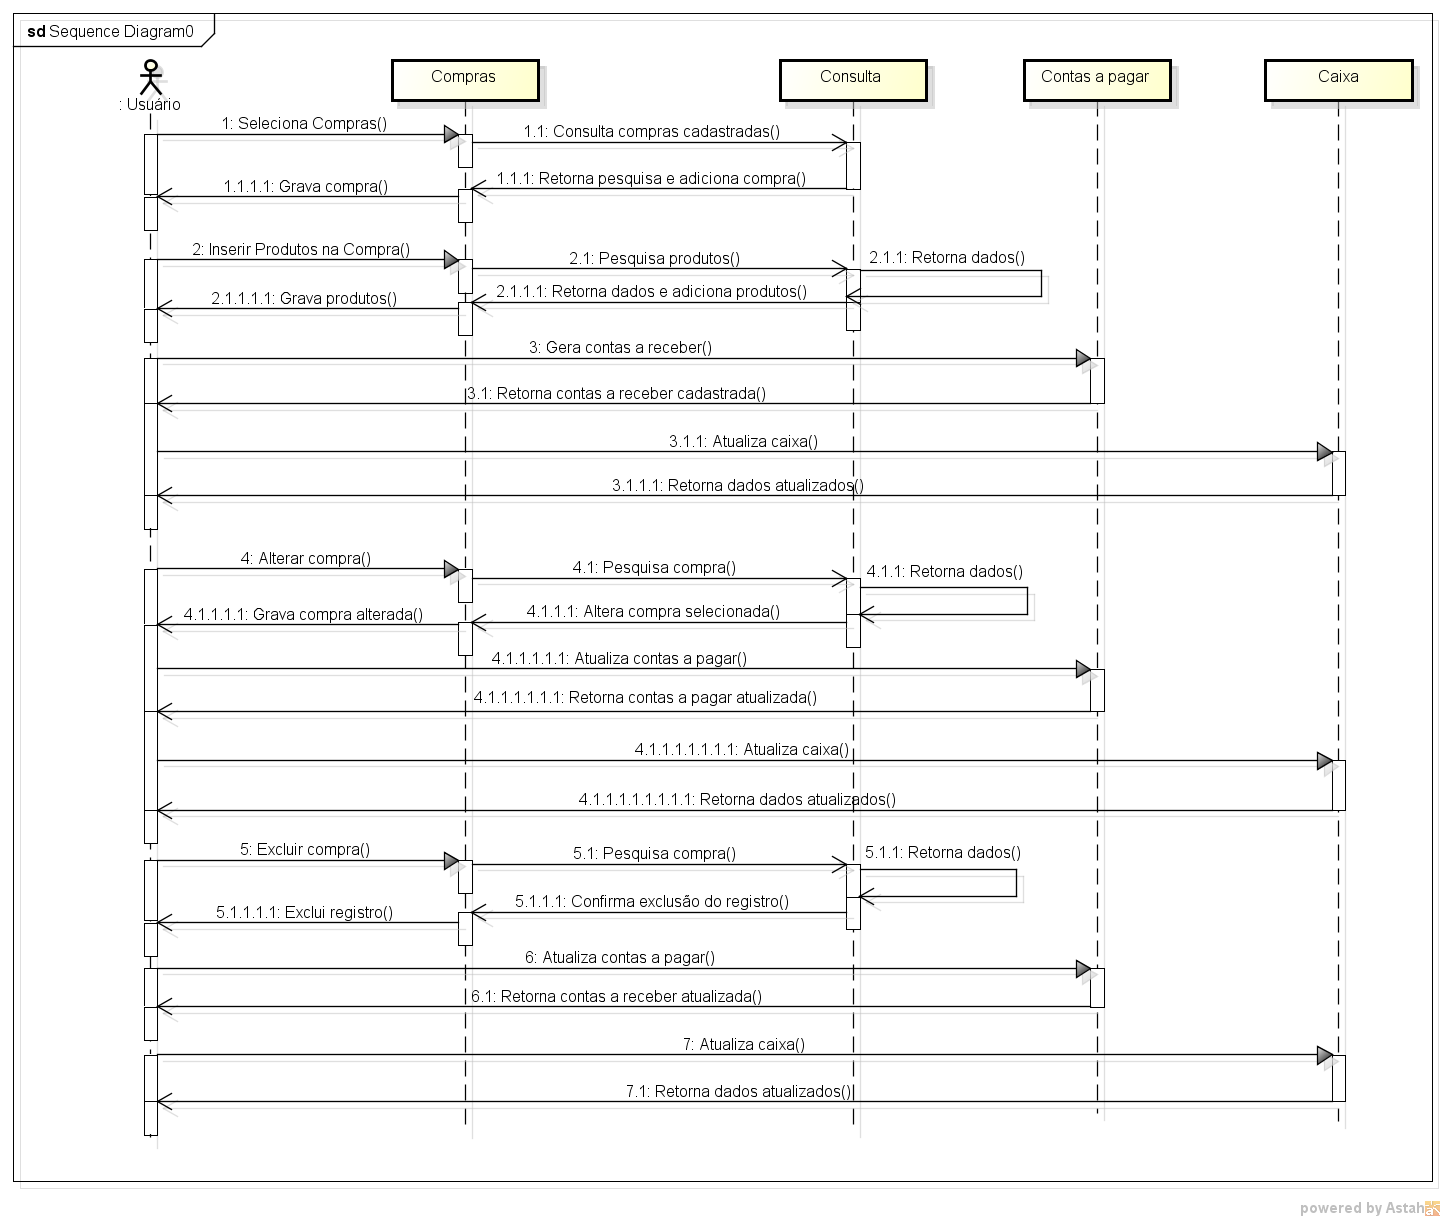 sd Sequence Diagram0
: Usuário
Compras
Consulta
Contas a pagar
Caixa
1: Seleciona Compras()
1.1: Consulta compras cadastradas()
1.1.1: Retorna pesquisa e adiciona compra()
1.1.1.1: Grava compra()
2: Inserir Produtos na Compra()
2.1: Pesquisa produtos()
2.1.1: Retorna dados()
2.1.1.1: Retorna dados e adiciona produtos()
2.1.1.1.1: Grava produtos()
3: Gera contas a receber()
3.1: Retorna contas a receber cadastrada()
3.1.1: Atualiza caixa()
3.1.1.1: Retorna dados atualizados()
4: Alterar compra()
4.1: Pesquisa compra()
4.1.1: Retorna dados()
4.1.1.1: Altera compra selecionada()
4.1.1.1.1: Grava compra alterada()
4.1.1.1.1.1: Atualiza contas a pagar()
4.1.1.1.1.1.1: Retorna contas a pagar atualizada()
4.1.1.1.1.1.1.1: Atualiza caixa()
4.1.1.1.1.1.1.1.1: Retorna dados atualizados()
5: Excluir compra()
5.1: Pesquisa compra()
5.1.1: Retorna dados()
5.1.1.1: Confirma exclusão do registro()
5.1.1.1.1: Exclui registro()
6: Atualiza contas a pagar()
6.1: Retorna contas a receber atualizada()
7: Atualiza caixa()
7.1: Retorna dados atualizados()
powered by Astah